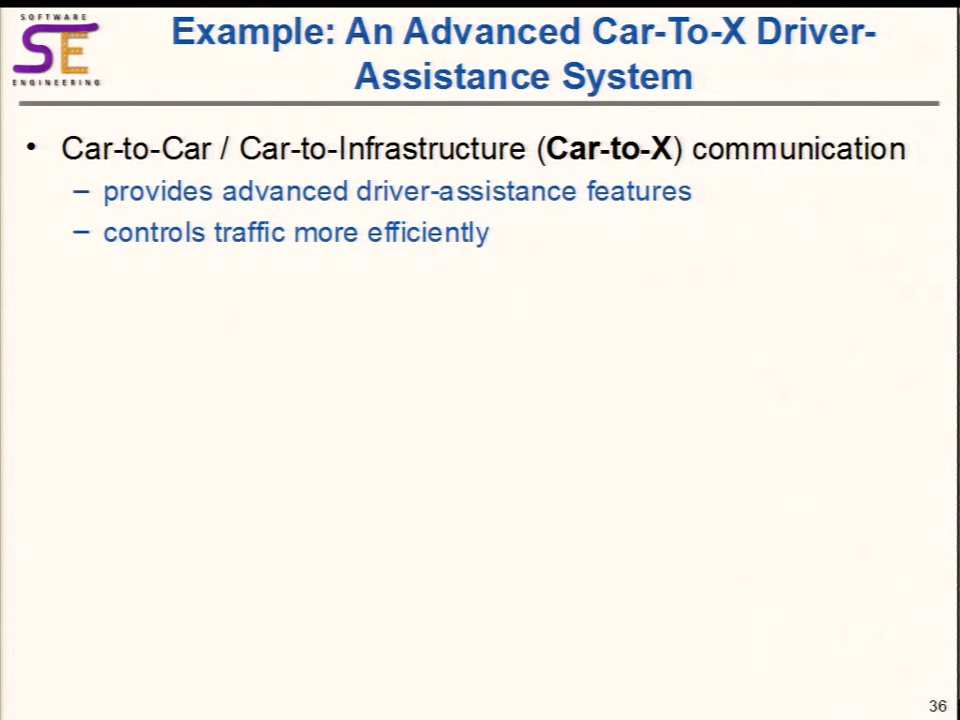 SOFTWARE
SE
ENGINEERING
Example: An Advanced Car-To-X Driver-
Assistance System
• Car-to-Car / Car-to-Infrastructure (Car-to-X) communication
– provides advanced driver-assistance features
– controls traffic more efficiently
36